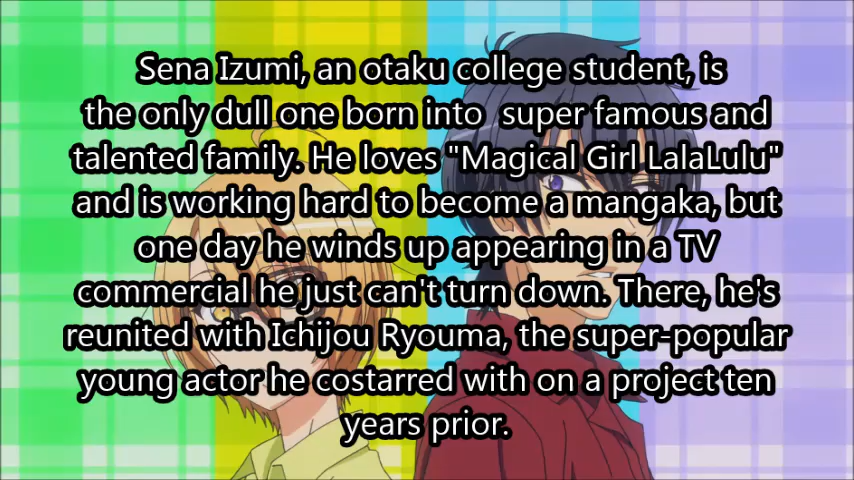 Sena Izumi, an otaku college student, is
the only dull one born into super famous and
talented family. He loves "Magical Girl LalaLulu"
and is working hard to become a mangaka, but
one day he winds up appearing in a TV
commercial he just can't turn down. There, he's
reunited with Ichijou Ryouma, the super-popular
young actor he costarred with on a project ten
years prior.